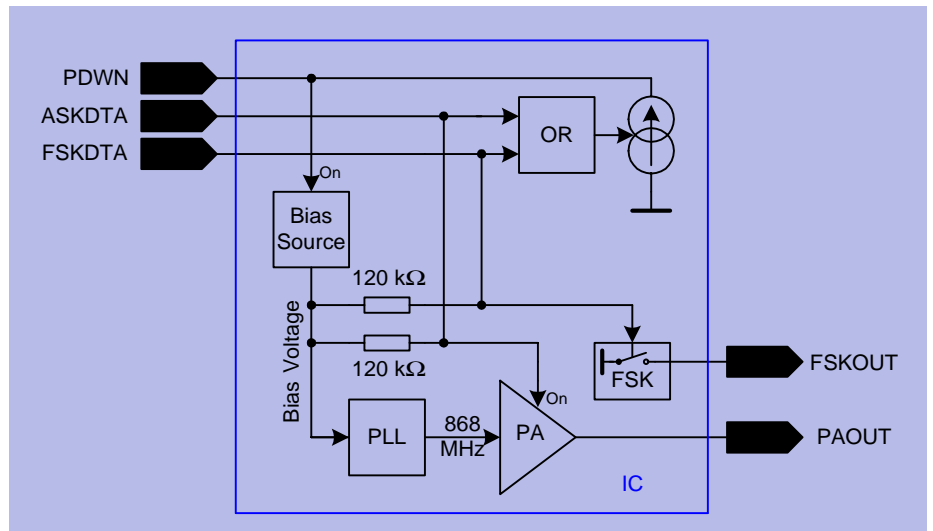 PDWN
ASKDTA
FSKDTA
OR
On
Bias
Source
120 kΩ
Bias Voltage
120 kΩ
FSK
FSKOUT
On
PLL
868
MHz
PA
PAOUT
IC